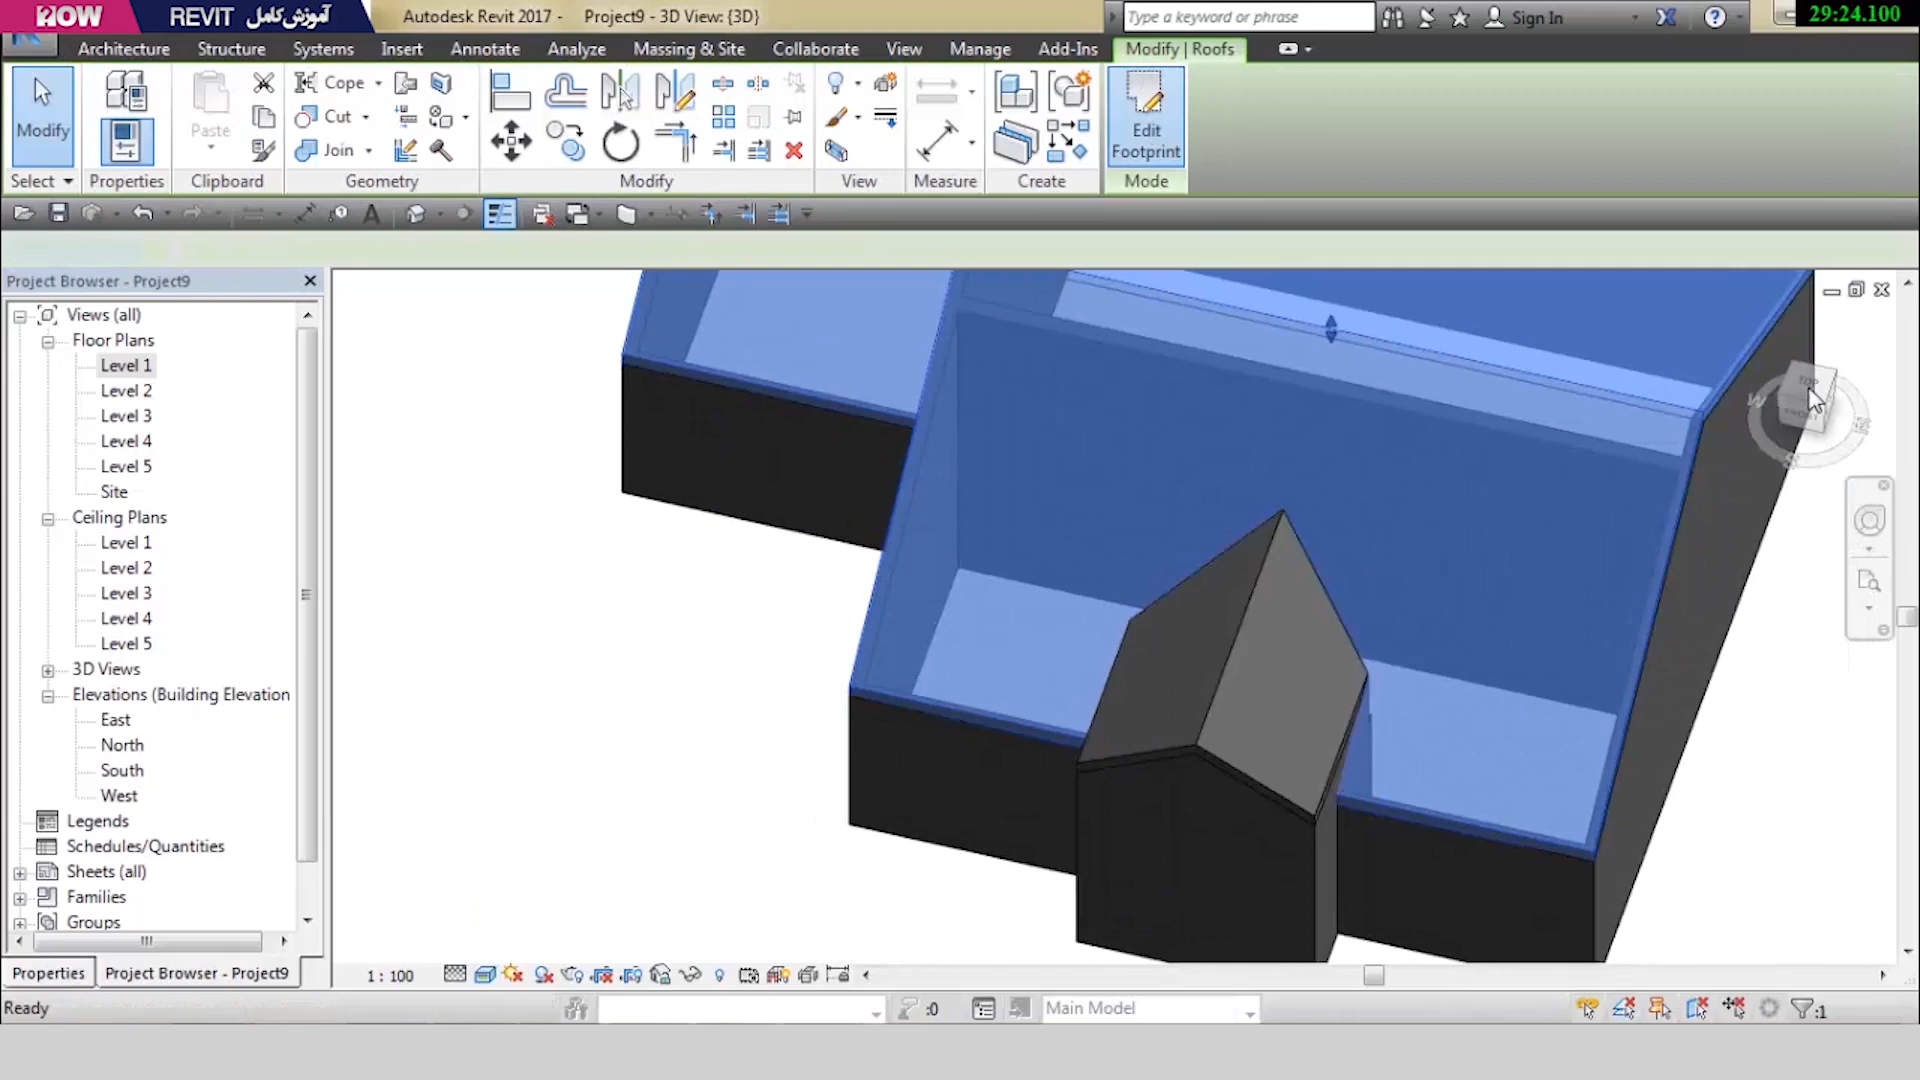 2NOW
REVIT آموزش کامل
Autodesk Revit 2017 - Project9 - 3D View: {3D}
Type a keyword or phrase
Sign In
29:24.100
Architecture Structure Systems Insert Annotate Analyze Massing & Site Collaborate View Manage Add-Ins Modify | Roofs
Modify
Paste
Cope
Cut
Join
Edit
Footprint
Select Properties Clipboard Geometry Modify View Measure Create Mode
Project Browser - Project9
Views (all)
Floor Plans
Level 1
Level 2
Level 3
Level 4
Level 5
Site
Ceiling Plans
Level 1
Level 2
Level 3
Level 4
Level 5
3D Views
Elevations (Building Elevation
East
North
South
West
Legends
Schedules/Quantities
Sheets (all)
Families
Groups
TOP
FRONT
W
S
Properties
Project Browser - Project9
1 : 100
Ready
:0
Main Model
:1